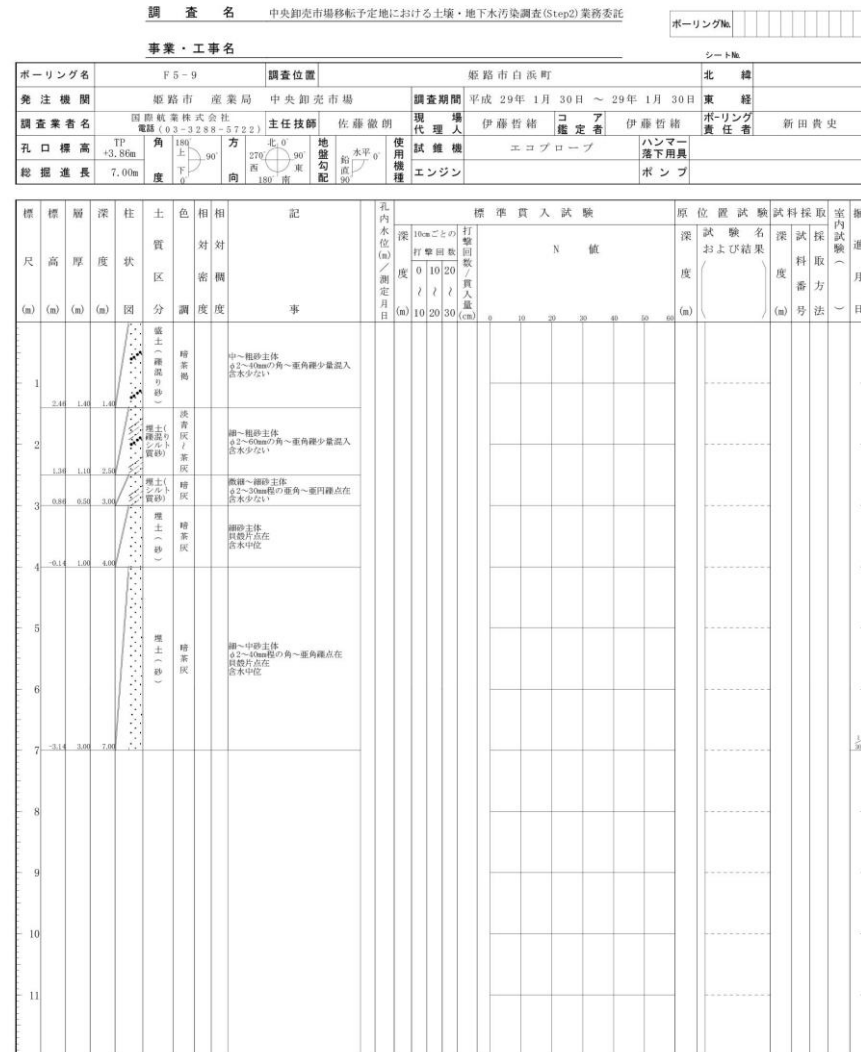 調 査 名 中央卸売市場移転予定地における土壌・地下水汚染調査(Step2)業務委託
ボーリングNo.
事業・工事名
シートNo.
ボーリング名 F5-9 調査位置 姫路市白浜町 北緯
発注機関 姫路市 産業局 中央卸売市場 調査期間 平成 29年 1月 30日 ～ 29年 1月 30日 東経
調査業者名 国際航業株式会社 電話(03-3288-5722) 主任技師 佐藤徹朗 現場代理人 伊藤哲緒 コア鑑定者 伊藤哲緒 ボーリング責任者 新田貴史
孔口標高 TP +3.86m 角度 180° 上 90° 下 0° 方向 北 0° 270° 西 90° 東 180° 南 地盤勾配 水平 0° 鉛直 90° 使用機種 試錐機 エコプローブ ハンマー落下用具
総掘進長 7.00m エンジン ポンプ
標尺(m) 標高(m) 層厚(m) 深度(m) 柱状図 土質区分 色調 相対密度 相対稠度 記事 孔内水位(m)/測定月日 標準貫入試験 原位置試験 試料採取 室内試験( ) 掘進月日
深度(m) 10cmごとの打撃回数 0～10 10～20 20～30 打撃回数/貫入量(cm) N値 深度(m) 試験名および結果 深度(m) 試料番号 採取方法
0 10 20 30 40 50 60
1
2.46 1.40 1.40 盛土(礫混り砂) 暗茶褐 中～粗砂主体
φ2～40mmの角～亜角礫少量混入
含水少ない
2
1.36 1.10 2.50 埋土(礫混りシルト質砂) 淡青灰～茶灰 細～粗砂主体
φ2～60mmの角～亜角礫少量混入
含水少ない
3
0.86 0.50 3.00 埋土(シルト質砂) 暗灰 微細～細砂主体
φ2～30mm程の亜角～亜円礫点在
含水少ない
4
-0.14 1.00 4.00 埋土(砂) 暗茶灰 細砂主体
貝殻片点在
含水中位
5
6
7
-3.14 3.00 7.00 埋土(砂) 暗茶灰 細～中砂主体
φ2～40mm程の角～亜角礫点在
貝殻片点在
含水中位
8
9
10
11